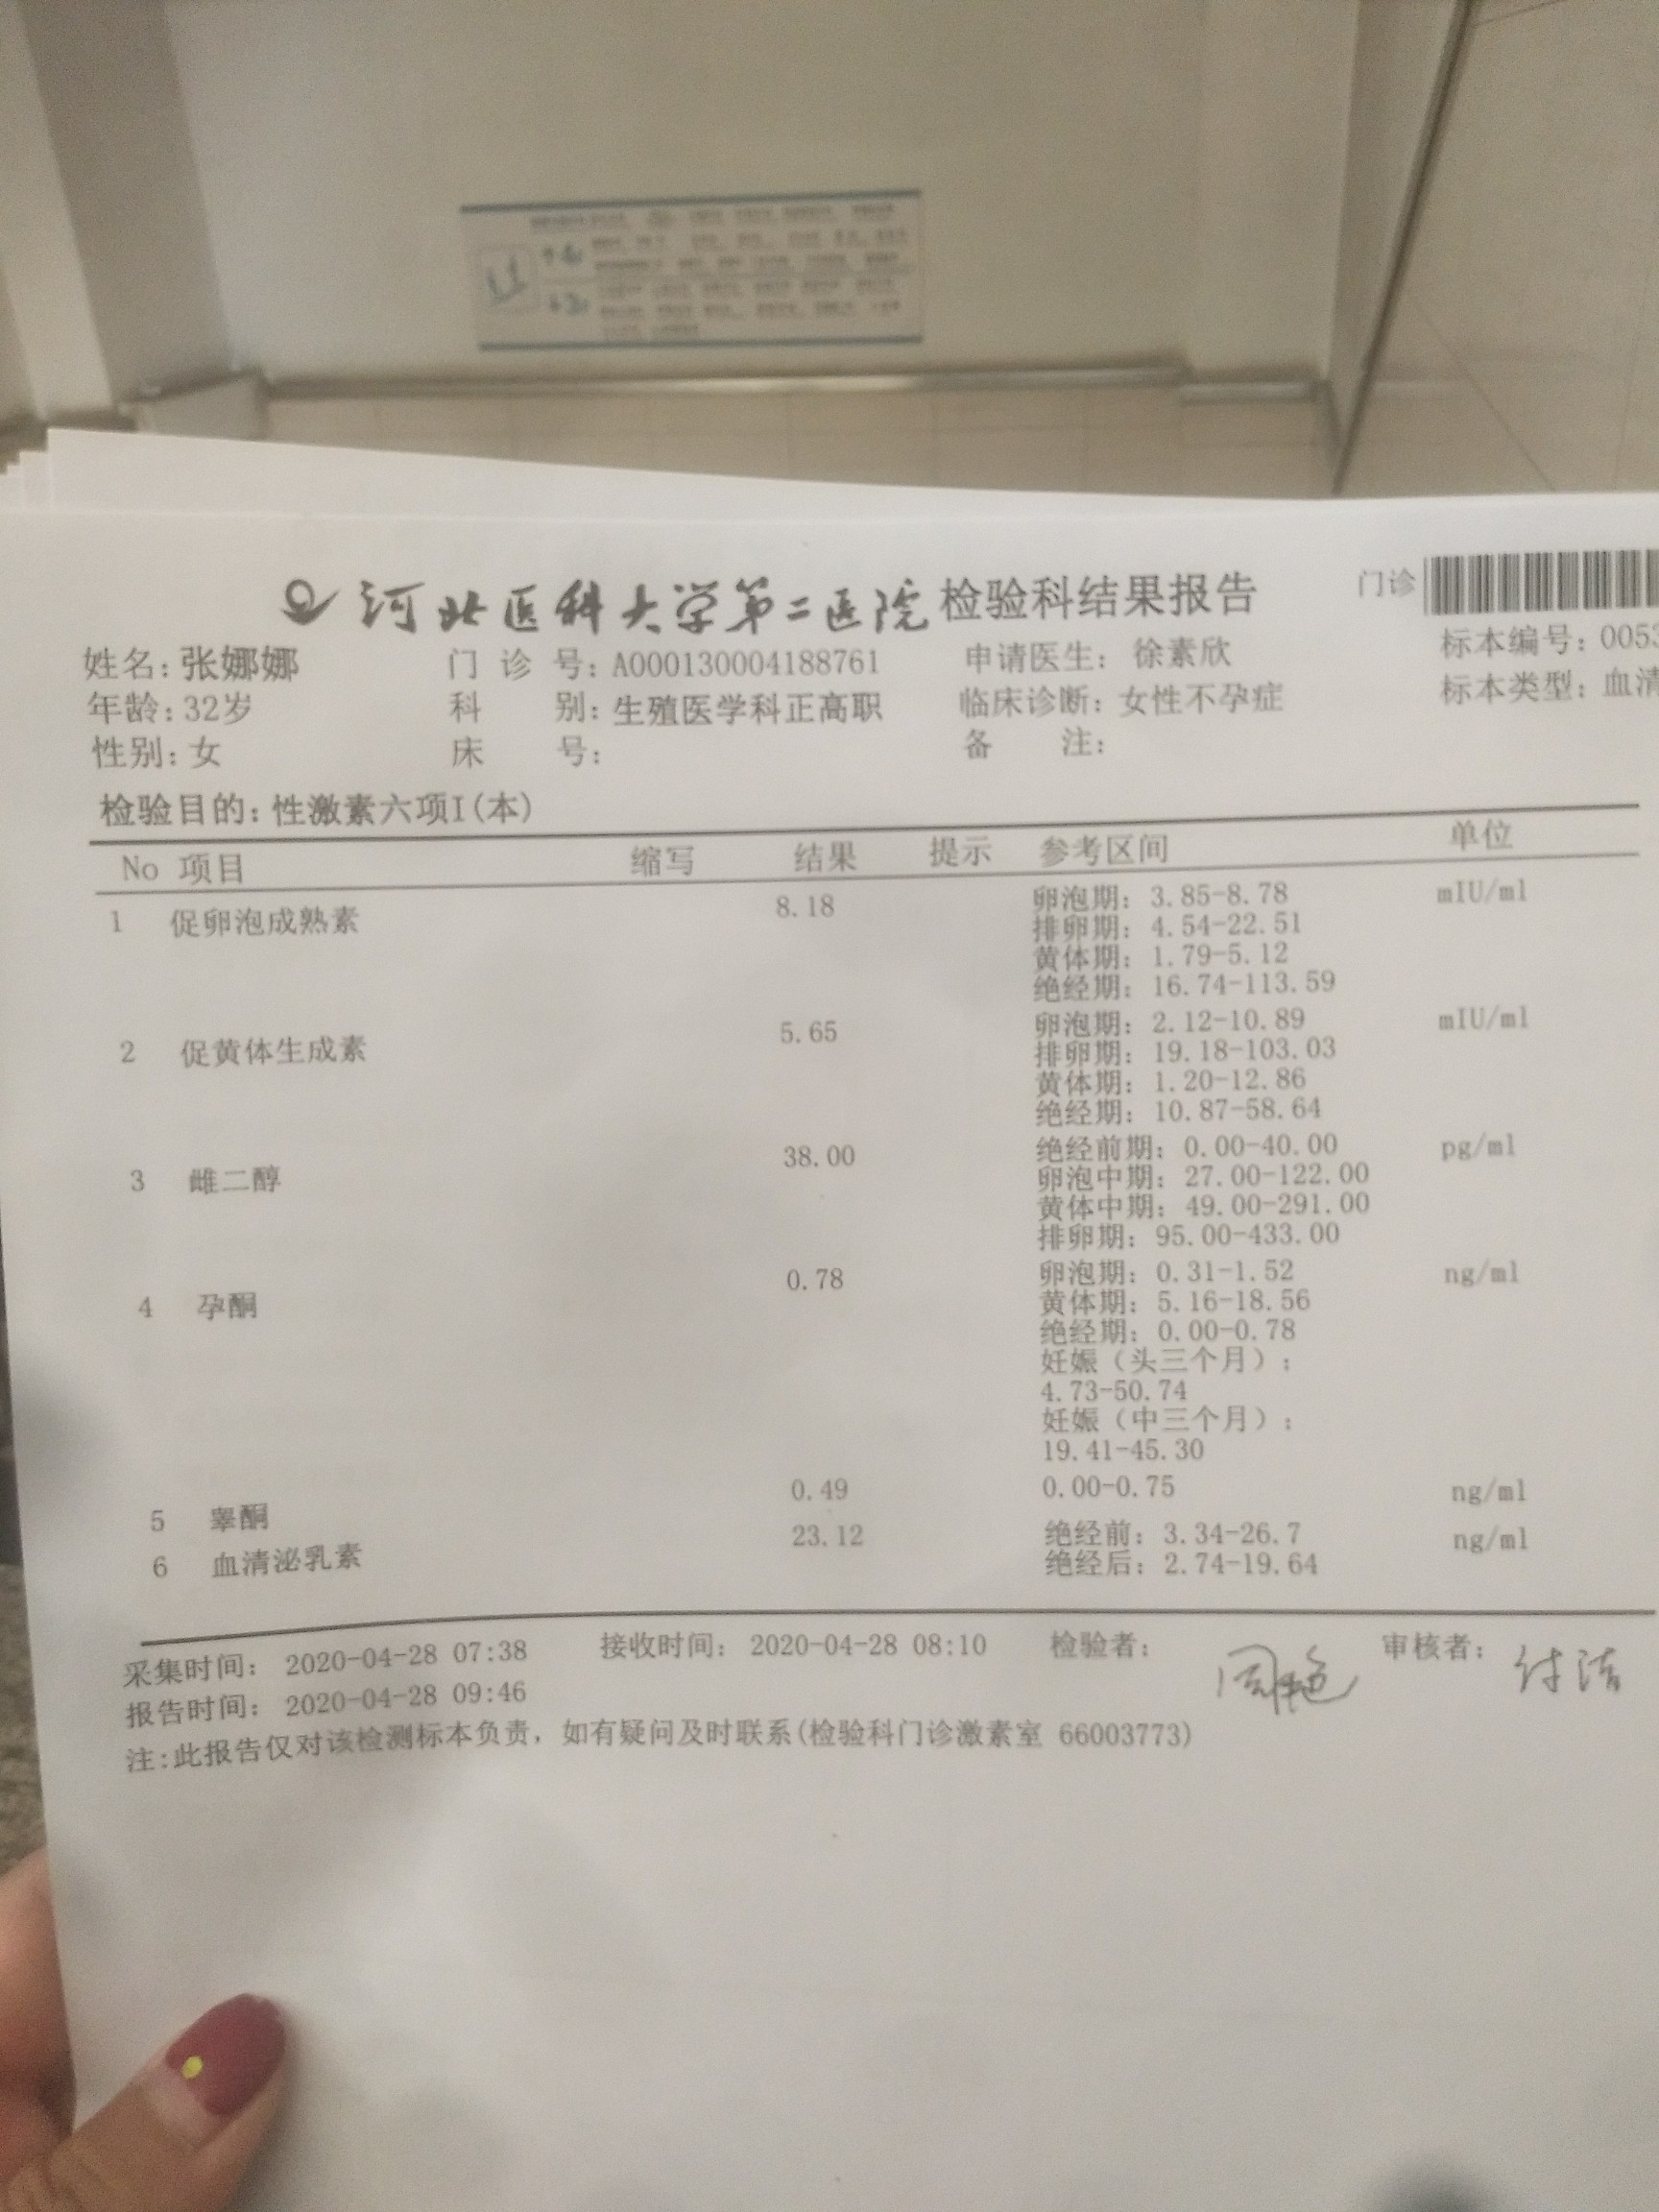 河北医科大学第二医院检验科结果报告 门诊
姓名：张娜娜 门诊号：A000130004188761 申请医生：徐素欣 标本编号：0053
年龄：32岁 科别：生殖医学科正高职 临床诊断：女性不孕症 标本类型：血清
性别：女 床号： 备注：
检验目的：性激素六项I(本)
No 项目 缩写 结果 提示 参考区间 单位
1 促卵泡成熟素 8.18 卵泡期：3.85-8.78 mIU/ml
排卵期：4.54-22.51
黄体期：1.79-5.12
绝经期：16.74-113.59
2 促黄体生成素 5.65 卵泡期：2.12-10.89 mIU/ml
排卵期：19.18-103.03
黄体期：1.20-12.86
绝经期：10.87-58.64
3 雌二醇 38.00 绝经前期：0.00-40.00 pg/ml
卵泡中期：27.00-122.00
黄体中期：49.00-291.00
排卵期：95.00-433.00
4 孕酮 0.78 卵泡期：0.31-1.52 ng/ml
黄体期：5.16-18.56
绝经期：0.00-0.78
妊娠（头三个月）：
4.73-50.74
妊娠（中三个月）：
19.41-45.30
5 睾酮 0.49 0.00-0.75 ng/ml
6 血清泌乳素 23.12 绝经前：3.34-26.7 ng/ml
绝经后：2.74-19.64
采集时间：2020-04-28 07:38 接收时间：2020-04-28 08:10 检验者： 审核者：付洁
报告时间：2020-04-28 09:46
注:此报告仅对该检测标本负责，如有疑问及时联系(检验科门诊激素室 66003773)